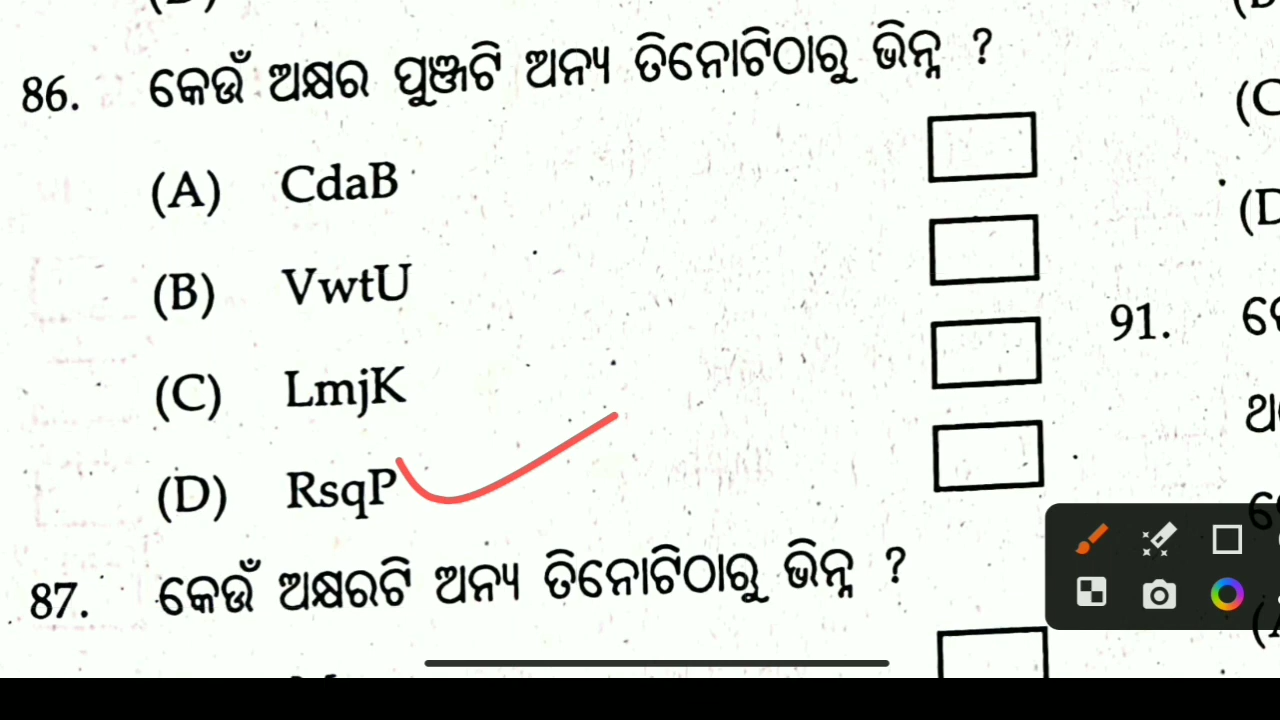 86. କେଉଁ ଅକ୍ଷର ପୁଞ୍ଜଟି ଅନ୍ୟ ତିନୋଟିଠାରୁ ଭିନ୍ନ ?
(A) CdaB
(B) VwtU
(C) LmjK
(D) RsqP
87. କେଉଁ ଅକ୍ଷରଟି ଅନ୍ୟ ତିନୋଟିଠାରୁ ଭିନ୍ନ ?
(C
(D
91.